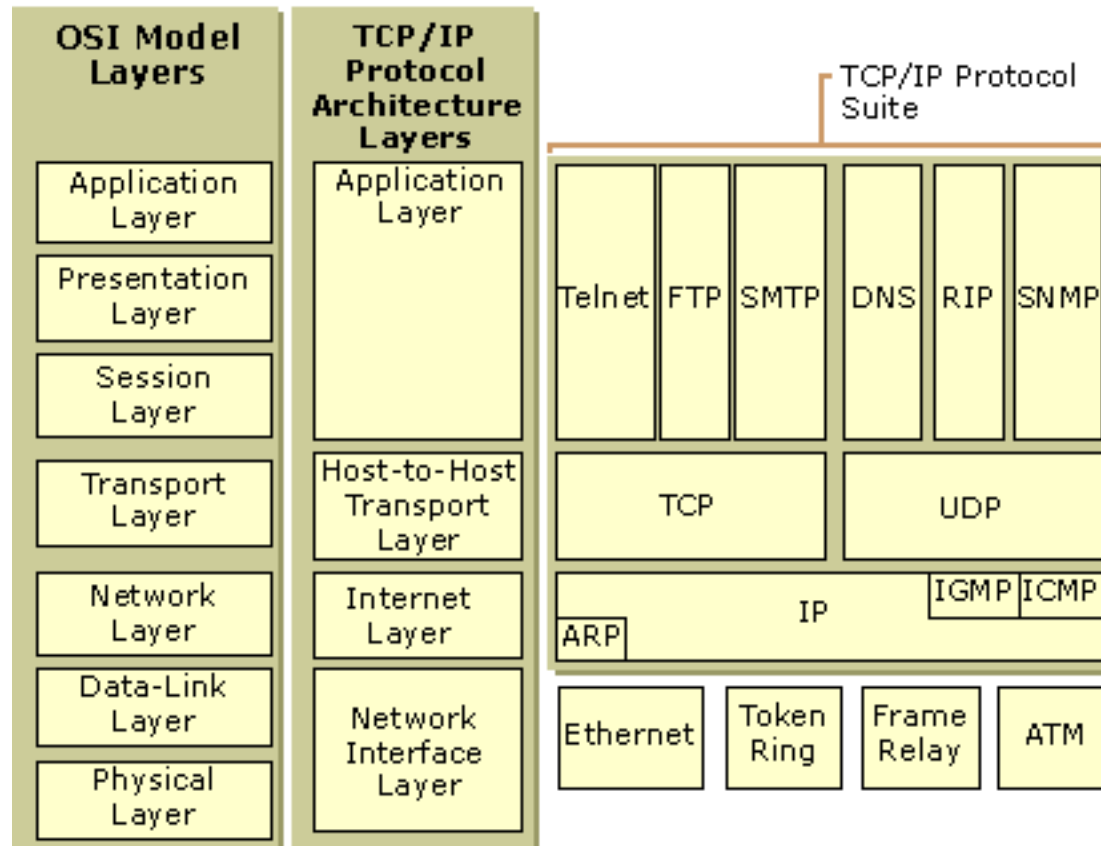 OSI Model
Layers
Application
Layer
Presentation
Layer
Session
Layer
Transport
Layer
Network
Layer
Data-Link
Layer
Physical
Layer
TCP/IP
Protocol
Architecture
Layers
Application
Layer
Host-to-Host
Transport
Layer
Internet
Layer
Network
Interface
Layer
TCP/IP Protocol
Suite
Telnet FTP SMTP DNS RIP SNMP
TCP UDP
IGMP ICMP
IP
ARP
Ethernet
Token
Ring
Frame
Relay
ATM